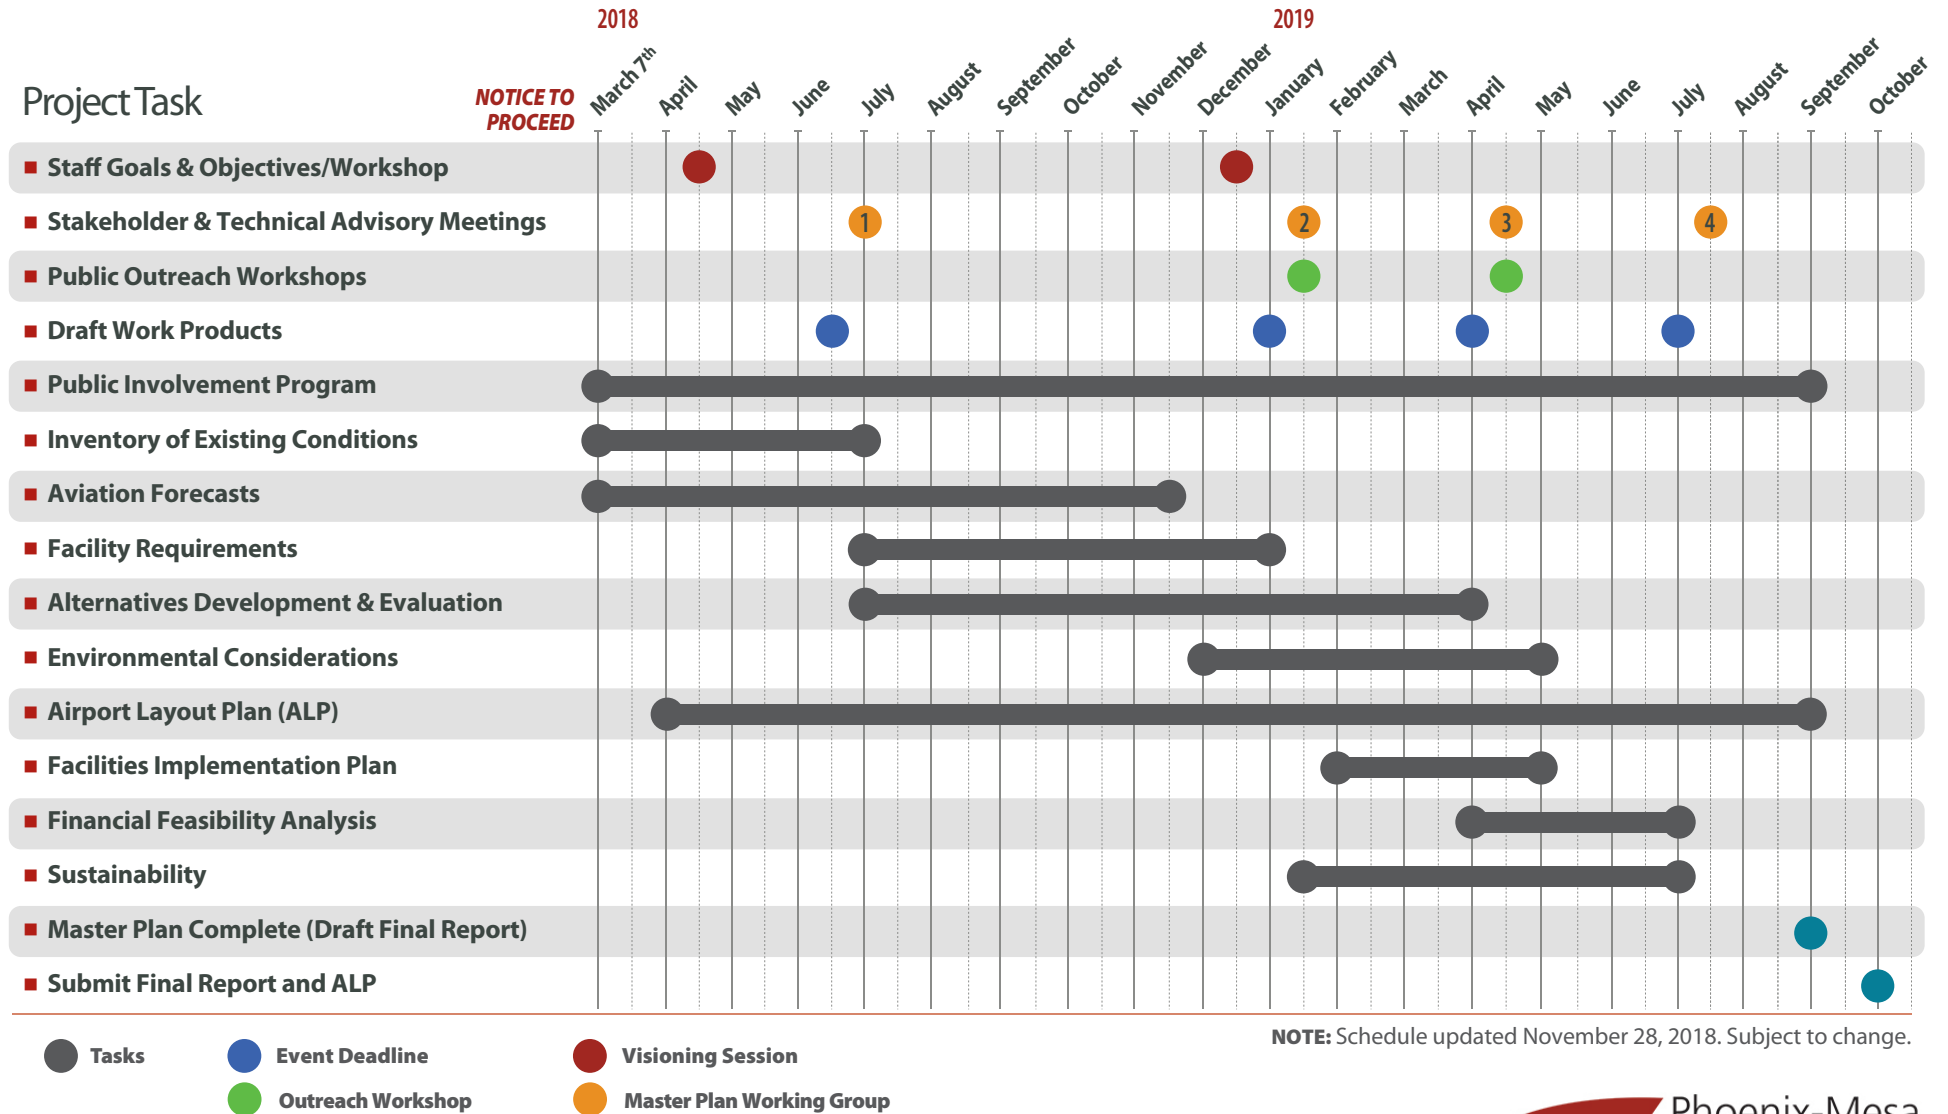 2018 2019
March 7th April May June July August September October November December January February March April May June July August September October
Project Task
NOTICE TO
PROCEED
Staff Goals & Objectives/Workshop
Stakeholder & Technical Advisory Meetings 1 2 3 4
Public Outreach Workshops
Draft Work Products
Public Involvement Program
Inventory of Existing Conditions
Aviation Forecasts
Facility Requirements
Alternatives Development & Evaluation
Environmental Considerations
Airport Layout Plan (ALP)
Facilities Implementation Plan
Financial Feasibility Analysis
Sustainability
Master Plan Complete (Draft Final Report)
Submit Final Report and ALP
NOTE: Schedule updated November 28, 2018. Subject to change.
Tasks Event Deadline Visioning Session
Outreach Workshop Master Plan Working Group
Phoenix-Mesa